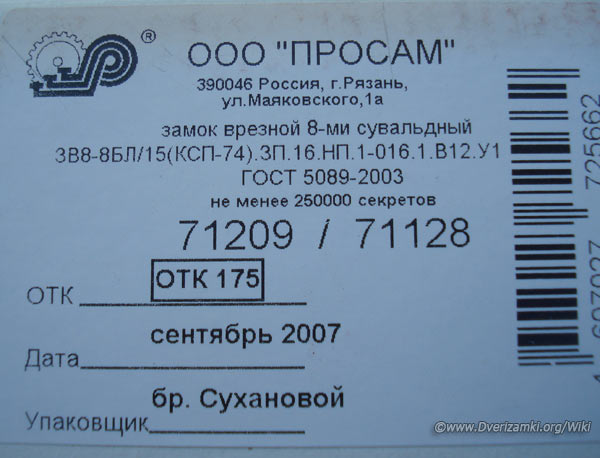 ®
ООО "ПРОСАМ"
390046 Россия, г.Рязань,
ул.Маяковского,1а
замок врезной 8-ми сувальдный
ЗВ8-8БЛ/15(КСП-74).ЗП.16.НП.1-016.1.В12.У1
ГОСТ 5089-2003
не менее 250000 секретов
71209 / 71128
ОТК ОТК 175
Дата сентябрь 2007
Упаковщик бр. Сухановой
725662
©www.Dverizamki.org/Wiki